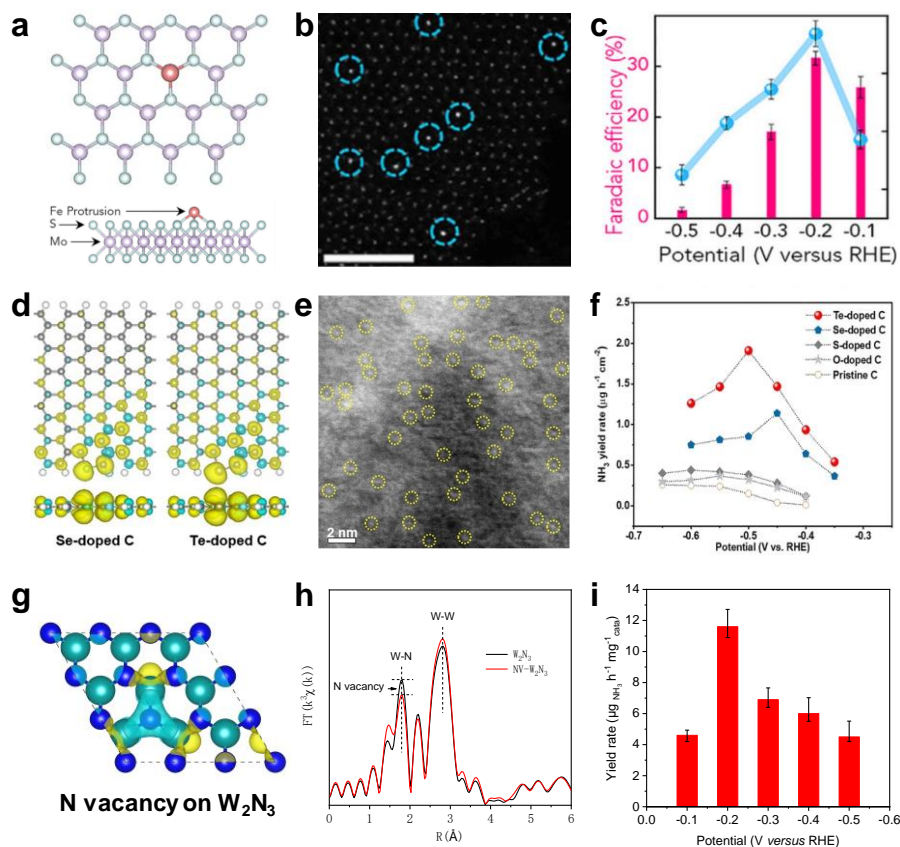 a
Fe Protrusion
S
Mo
b
c
Faradaic efficiency (%)
30
20
10
0
-0.5 -0.4 -0.3 -0.2 -0.1
Potential (V versus RHE)
d
Se-doped C
Te-doped C
e
2 nm
f
NH₃ yield rate (μg h⁻¹ cm⁻²)
2.5
2.0
1.5
1.0
0.5
0.0
Te-doped C
Se-doped C
S-doped C
O-doped C
Pristine C
-0.7 -0.6 -0.5 -0.4 -0.3
Potential (V vs. RHE)
g
N vacancy on W₂N₃
h
FT(k³χ(k))
W-W
W-N
N vacancy
W₂N₃
NV-W₂N₃
0 1 2 3 4 5 6
R(Å)
i
Yield rate (μg NH₃ h⁻¹ mg⁻¹cata)
16
14
12
10
8
6
4
2
0
0.0 -0.1 -0.2 -0.3 -0.4 -0.5 -0.6
Potential (V versus RHE)